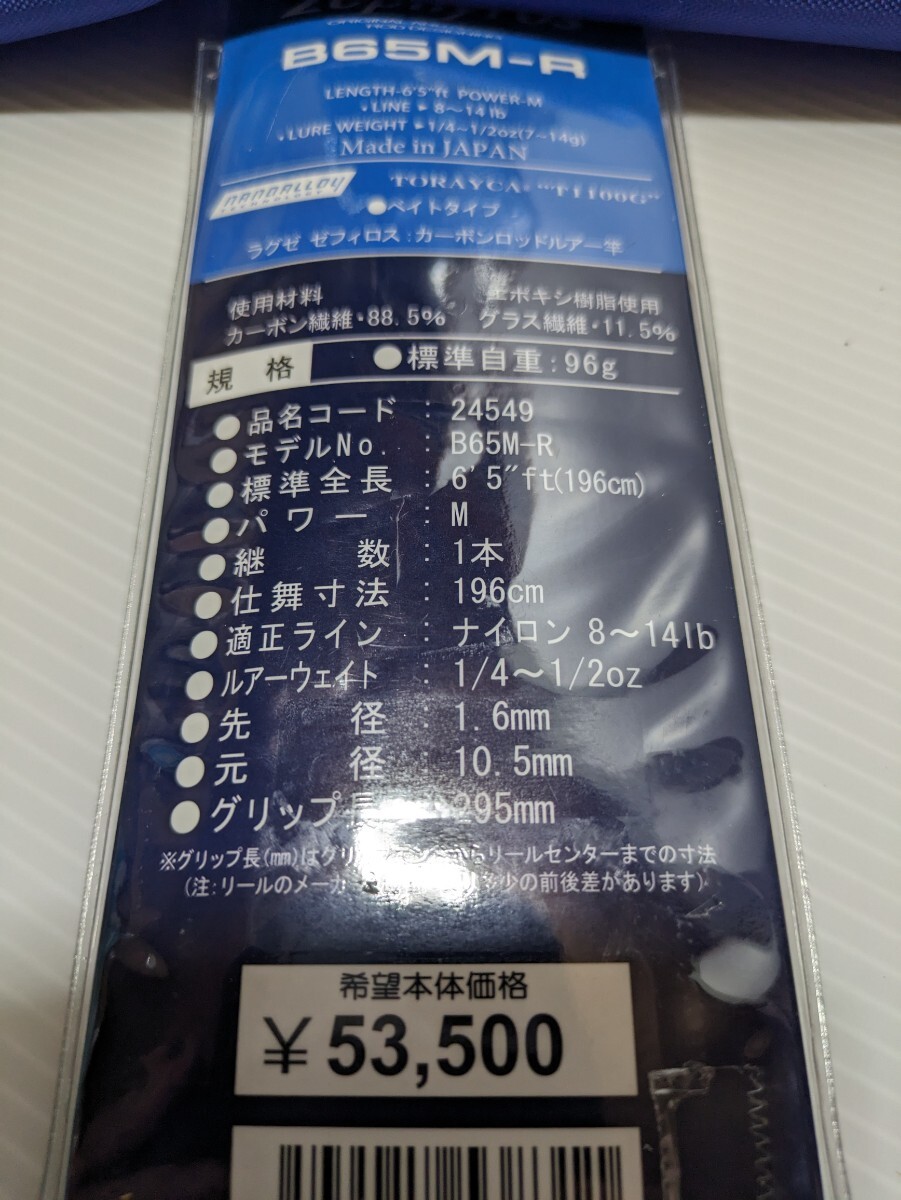 B65M-R
LENGTH-6'5"ft POWER-M
・LINE▶8〜14lb
・LURE WEIGHT▶1/4~1/2oz(7~14g)
Made in JAPAN
NANOALLOY
TECHNOLOGY
TORAYCA® "T1100G"
●ベイトタイプ
ラグゼ ゼフィロス:カーボンロッドルアー竿
使用材料 エポキシ樹脂使用
カーボン繊維・88.5% グラス繊維・11.5%
規格 ●標準自重:96g
●品名コード : 24549
●モデルNo. : B65M-R
●標準全長 : 6'5"ft(196cm)
●パワー : M
●継数 : 1本
●仕舞寸法 : 196cm
●適正ライン : ナイロン 8〜14lb
●ルアーウェイト : 1/4〜1/2oz
●先径 : 1.6mm
●元径 : 10.5mm
●グリップ長 : 295mm
※グリップ長(mm)はグリ らリールセンターまでの寸法
(注:リールのメーカ 多少の前後差があります)
希望本体価格
¥53,500